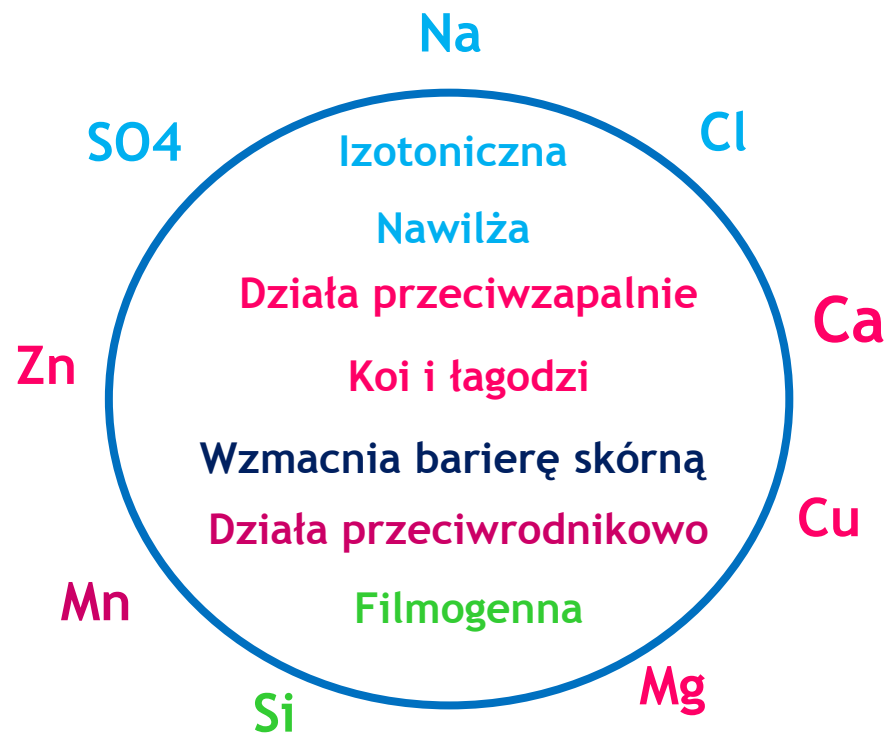 Na
SO4
Cl
Izotoniczna
Nawilża
Działa przeciwzapalnie
Ca
Zn
Koi i łagodzi
Wzmacnia barierę skórną
Cu
Działa przeciwrodnikowo
Mn
Filmogenna
Mg
Si